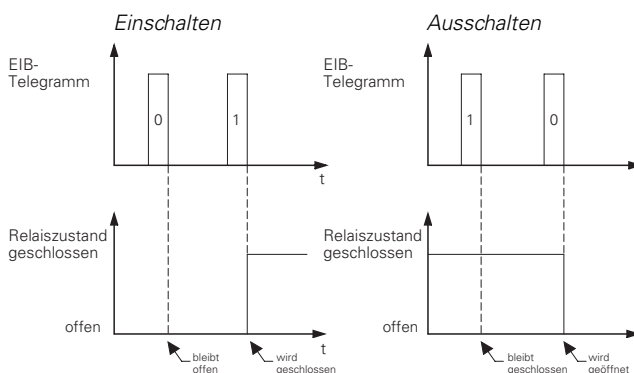 Einschalten
EIB-
Telegramm
0
1
t
Relaiszustand
geschlossen
offen
bleibt
offen
wird
geschlossen
t
Ausschalten
EIB-
Telegramm
1
0
Relaiszustand
geschlossen
offen
bleibt
geschlossen
wird
geöffnet